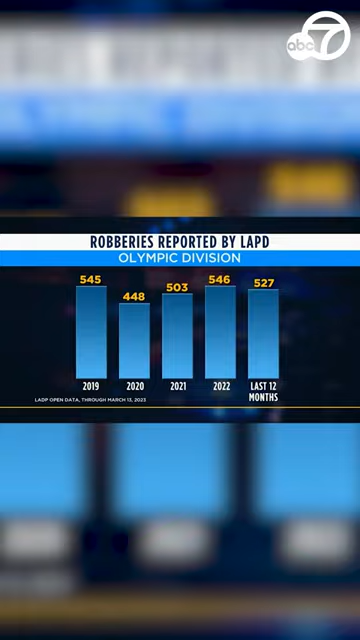 abc 7
ROBBERIES REPORTED BY LAPD
OLYMPIC DIVISION
545 448 503 546 527
2019 2020 2021 2022 LAST 12
MONTHS
LADP OPEN DATA, THROUGH MARCH 13, 2023